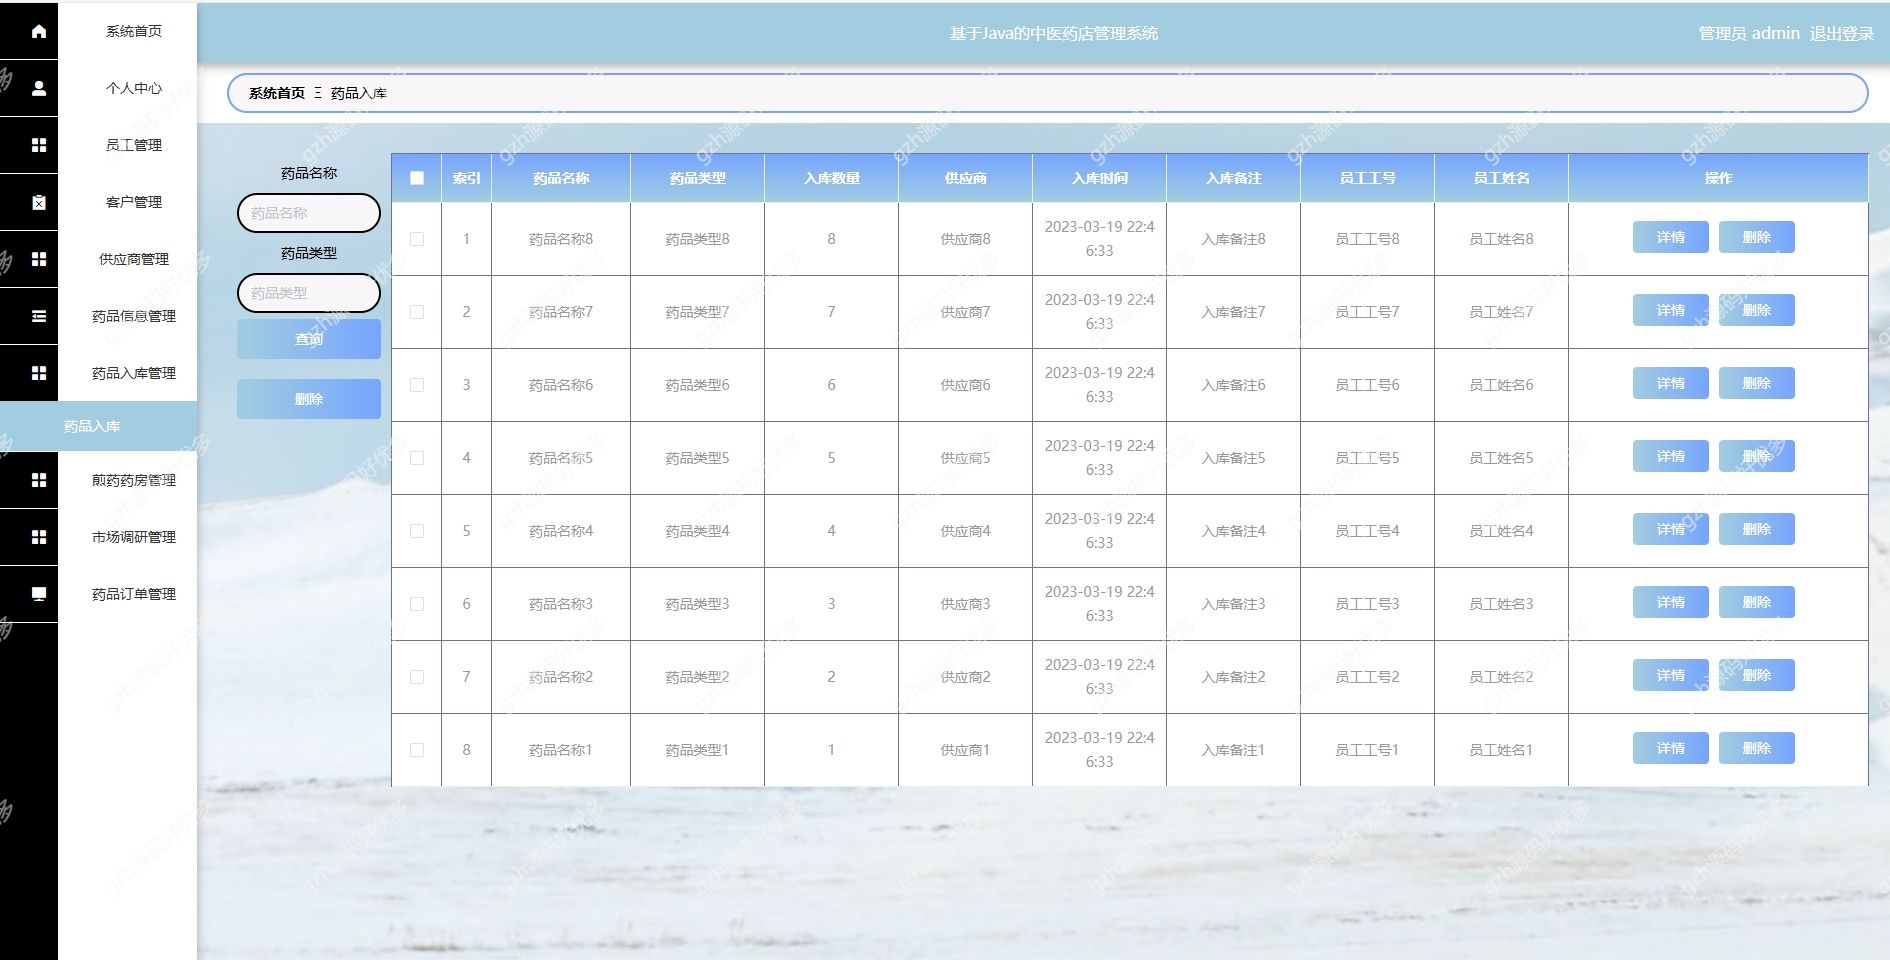 基于Java的中医药店管理系统
管理员 admin 退出登录
系统首页
个人中心
员工管理
客户管理
供应商管理
药品信息管理
药品入库管理
药品入库
煎药药房管理
市场调研管理
药品订单管理
系统首页 Ξ 药品入库
药品名称
药品名称
药品类型
药品类型
查询
删除
索引 药品名称 药品类型 入库数量 供应商 入库时间 入库备注 员工工号 员工姓名 操作
1 药品名称8 药品类型8 8 供应商8 2023-03-19 22:4 入库备注8 员工工号8 员工姓名8 详情 删除
6:33
2 药品名称7 药品类型7 7 供应商7 2023-03-19 22:4 入库备注7 员工工号7 员工姓名7 详情 删除
6:33
3 药品名称6 药品类型6 6 供应商6 2023-03-19 22:4 入库备注6 员工工号6 员工姓名6 详情 删除
6:33
4 药品名称5 药品类型5 5 供应商5 2023-03-19 22:4 入库备注5 员工工号5 员工姓名5 详情 删除
6:33
5 药品名称4 药品类型4 4 供应商4 2023-03-19 22:4 入库备注4 员工工号4 员工姓名4 详情 删除
6:33
6 药品名称3 药品类型3 3 供应商3 2023-03-19 22:4 入库备注3 员工工号3 员工姓名3 详情 删除
6:33
7 药品名称2 药品类型2 2 供应商2 2023-03-19 22:4 入库备注2 员工工号2 员工姓名2 详情 删除
6:33
8 药品名称1 药品类型1 1 供应商1 2023-03-19 22:4 入库备注1 员工工号1 员工姓名1 详情 删除
6:33
gzh源码好优多